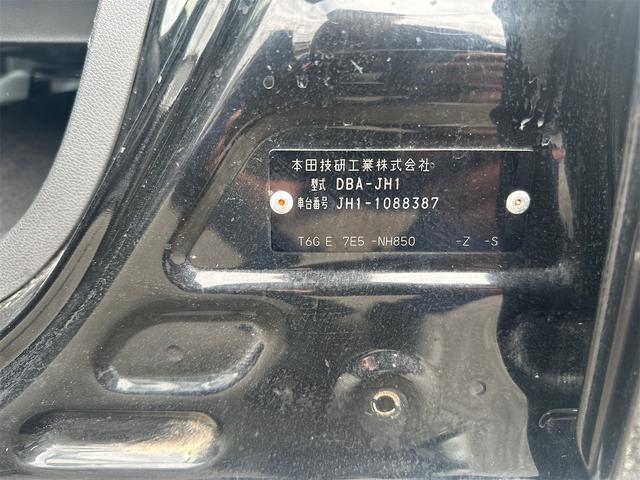 本田技研工業株式会社
型式 DBA-JH1
車台番号 JH1-1088387
T6G E 7E5 -NH850 -Z -S